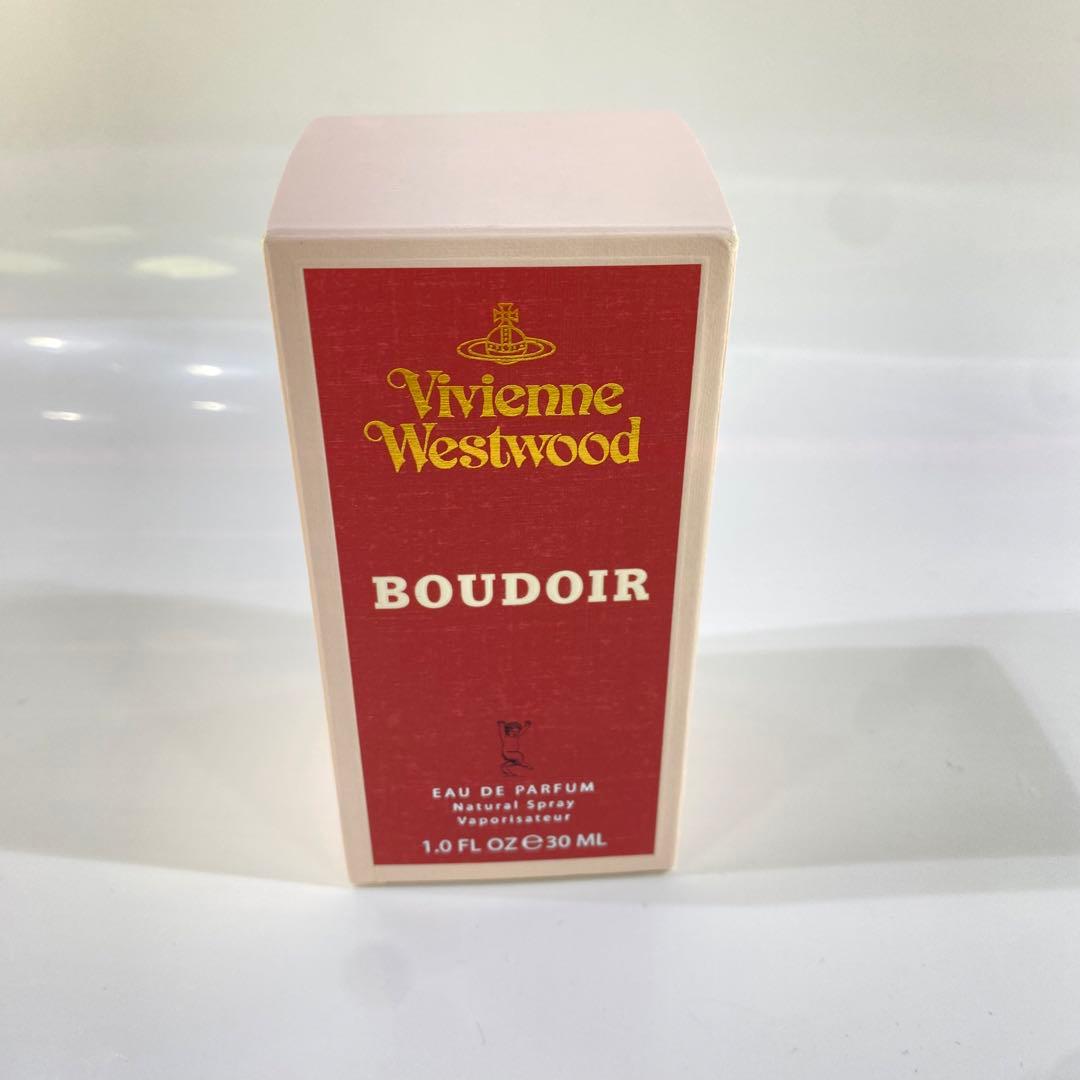 Vivienne
Westwood
BOUDOIR
EAU DE PARFUM
Natural Spray
Vaporisateur
1.0 FL OZ ℮ 30 ML